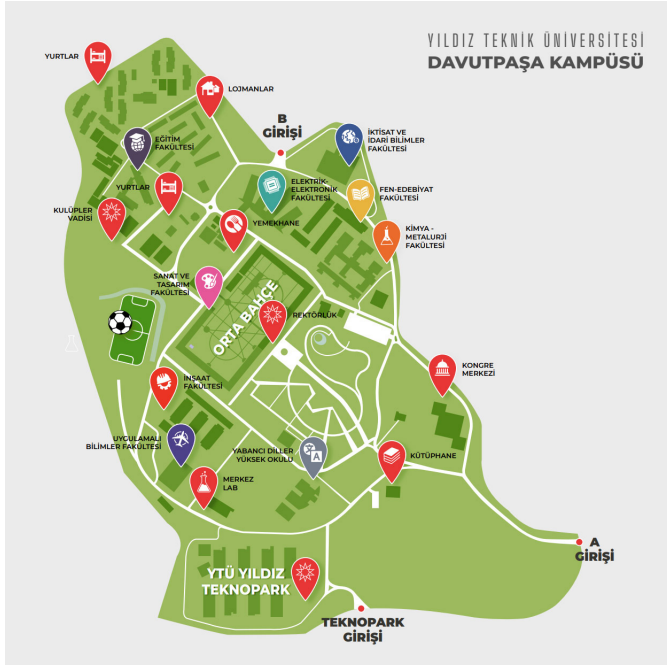 YILDIZ TEKNİK ÜNİVERSİTESİ
DAVUTPAŞA KAMPÜSÜ
YURTLAR
LOJMANLAR
B
GİRİŞİ
İKTİSAT VE
İDARİ BİLİMLER
FAKÜLTESİ
EĞİTİM
FAKÜLTESİ
YURTLAR
ELEKTRİK-
ELEKTRONİK
FAKÜLTESİ
FEN-EDEBİYAT
FAKÜLTESİ
KULÜPLER
VADİSİ
YEMEKHANE
KİMYA -
METALURJİ
FAKÜLTESİ
SANAT VE
TASARIM
FAKÜLTESİ
ORTA BAHÇE
REKTÖRLÜK
KONGRE
MERKEZİ
İNŞAAT
FAKÜLTESİ
UYGULAMALI
BİLİMLER FAKÜLTESİ
YABANCI DİLLER
YÜKSEK OKULU
A
KÜTÜPHANE
MERKEZ
LAB
A
GİRİŞİ
YTÜ YILDIZ
TEKNOPARK
TEKNOPARK
GİRİŞİ